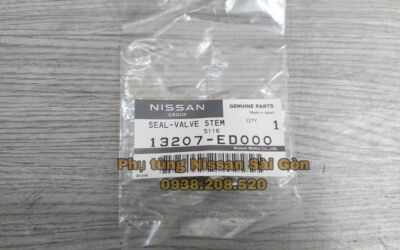 NISSAN
GROUP
GENUINE PARTS
Made in Japan
SEAL-VALVE STEM
QTY
1
5116
13207-ED000
Nissan Motor Co., Ltd.
Phụ tùng Nissan Sài Gòn
0938.208.520